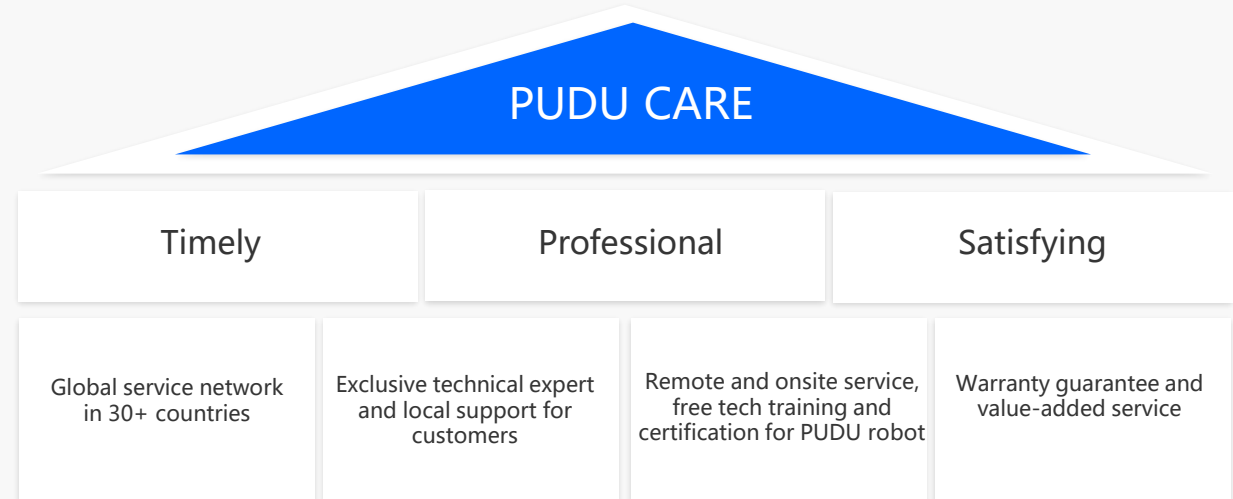 PUDU CARE
Timely
Professional
Satisfying
Global service network
in 30+ countries
Exclusive technical expert
and local support for
customers
Remote and onsite service,
free tech training and
certification for PUDU robot
Warranty guarantee and
value-added service